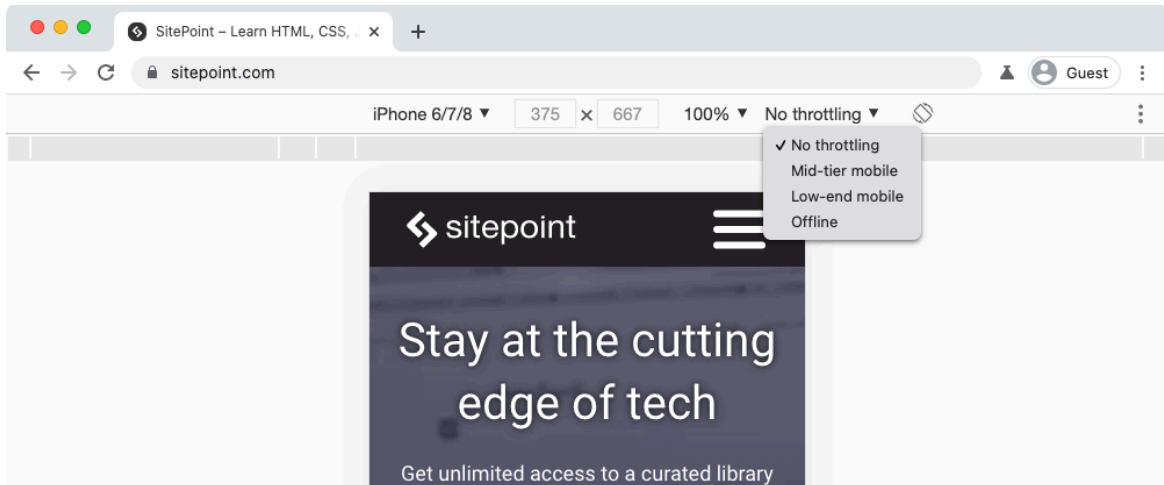 SitePoint – Learn HTML, CSS, J
sitepoint.com
Guest
iPhone 6/7/8 ▼ 375 × 667 100% ▼ No throttling ▼
✓ No throttling
Mid-tier mobile
Low-end mobile
Offline
sitepoint
Stay at the cutting
edge of tech
Get unlimited access to a curated library